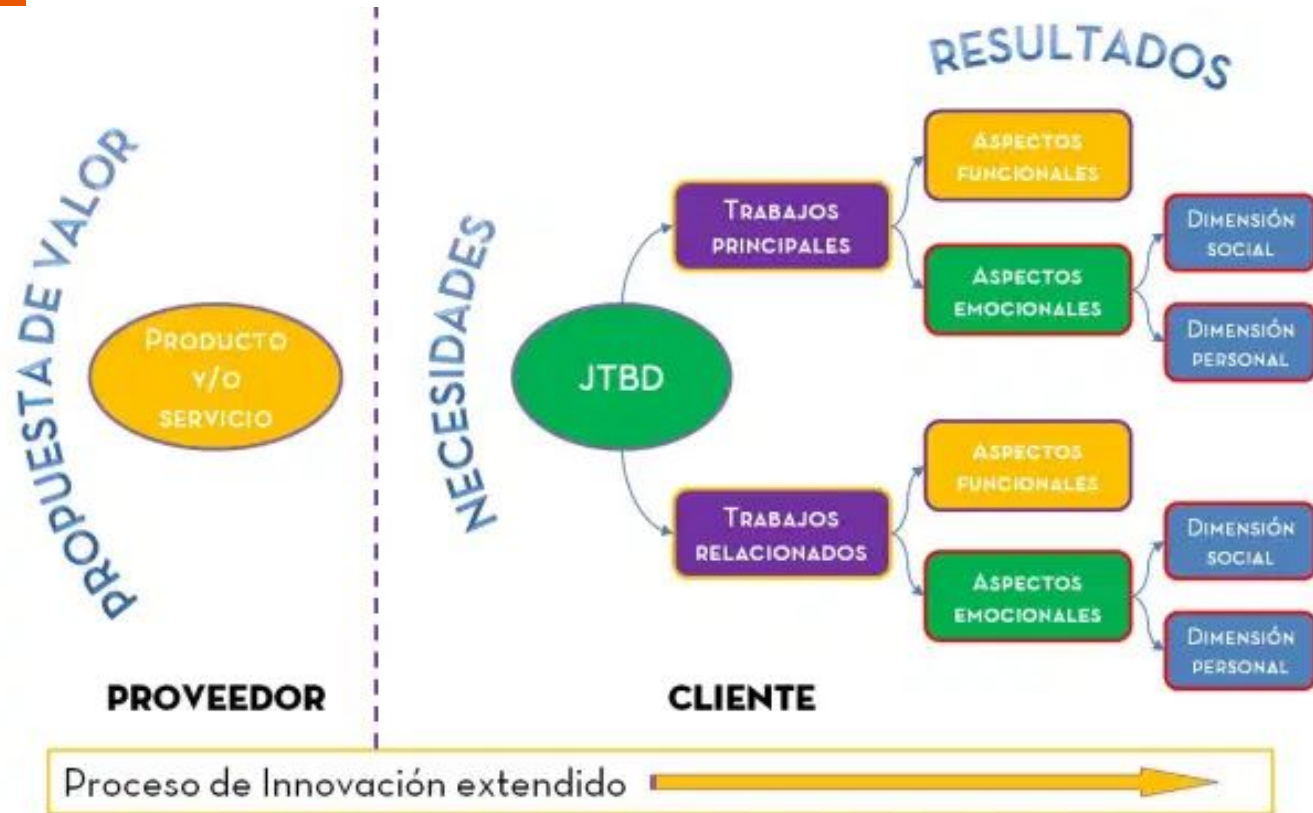 RESULTADOS
PROPUESTA DE VALOR
PRODUCTO
Y/O
SERVICIO
NECESIDADES
JTBD
TRABAJOS
PRINCIPALES
ASPECTOS
FUNCIONALES
ASPECTOS
EMOCIONALES
DIMENSIÓN
SOCIAL
DIMENSIÓN
PERSONAL
TRABAJOS
RELACIONADOS
ASPECTOS
FUNCIONALES
ASPECTOS
EMOCIONALES
DIMENSIÓN
SOCIAL
DIMENSIÓN
PERSONAL
PROVEEDOR
CLIENTE
Proceso de Innovación extendido